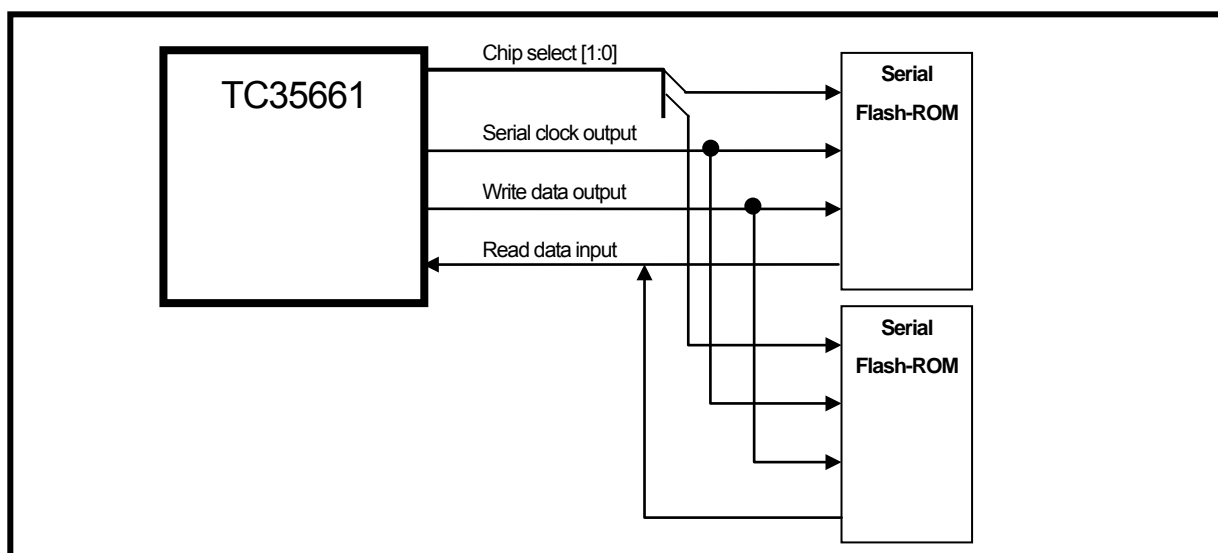 TC35661
Chip select [1:0]
Serial clock output
Write data output
Read data input
Serial
Flash-ROM
Serial
Flash-ROM